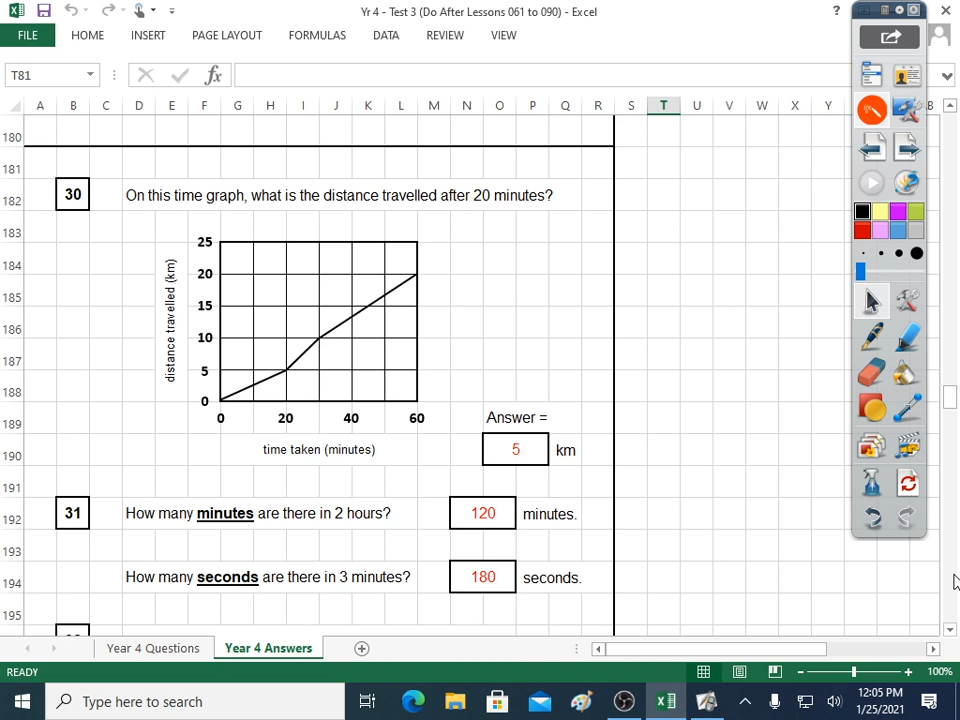 Yr 4 - Test 3 (Do After Lessons 061 to 090) - Excel
?
FILE HOME INSERT PAGE LAYOUT FORMULAS DATA REVIEW VIEW
T81
fx
A B C D E F G H I J K L M N O P Q R S T U V W X Y B
180
181
182
183
184
185
186
187
188
189
190
191
192
193
194
195
30 On this time graph, what is the distance travelled after 20 minutes?
distance travelled (km)
25
20
15
10
5
0
0 20 40 60
time taken (minutes)
Answer =
5 km
31 How many minutes are there in 2 hours? 120 minutes.
How many seconds are there in 3 minutes? 180 seconds.
Year 4 Questions Year 4 Answers
READY
100%
Type here to search
12:05 PM
1/25/2021